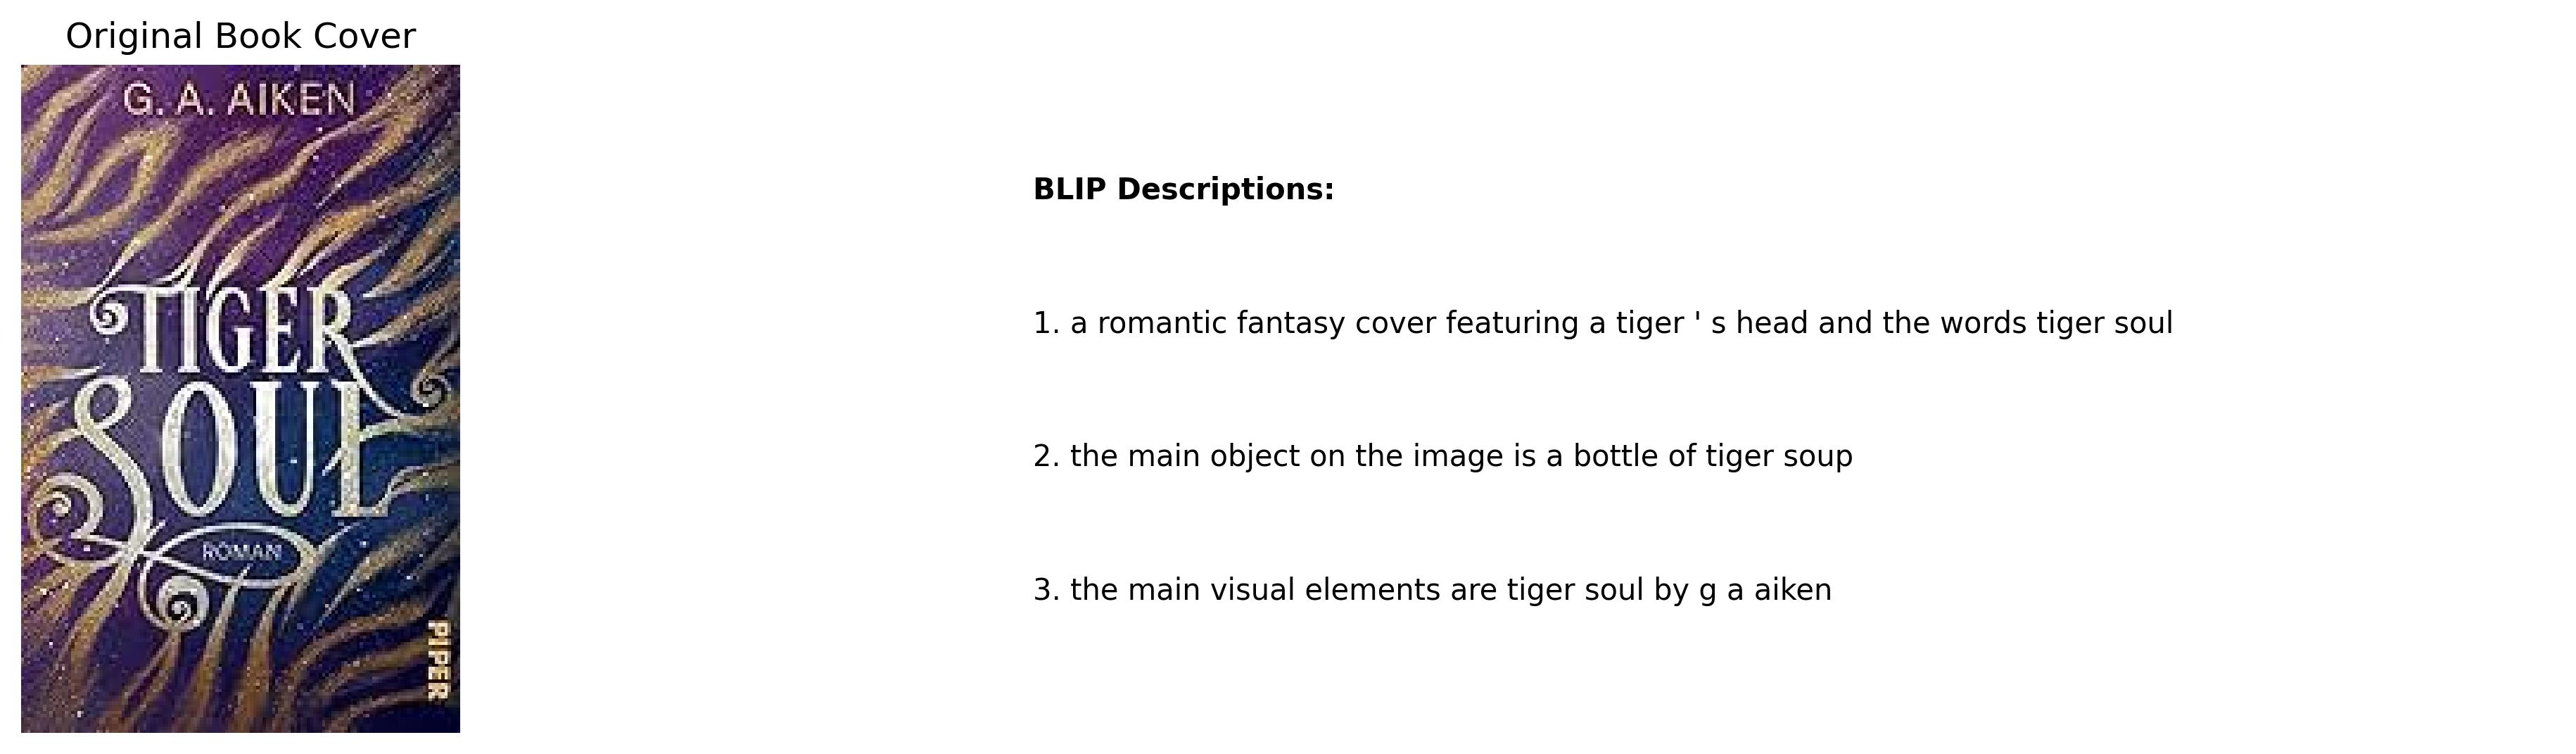 Original Book Cover
G. A. AIKEN
TIGER
SOUL
ROMAN
PIPER
BLIP Descriptions:
1. a romantic fantasy cover featuring a tiger ' s head and the words tiger soul
2. the main object on the image is a bottle of tiger soup
3. the main visual elements are tiger soul by g a aiken